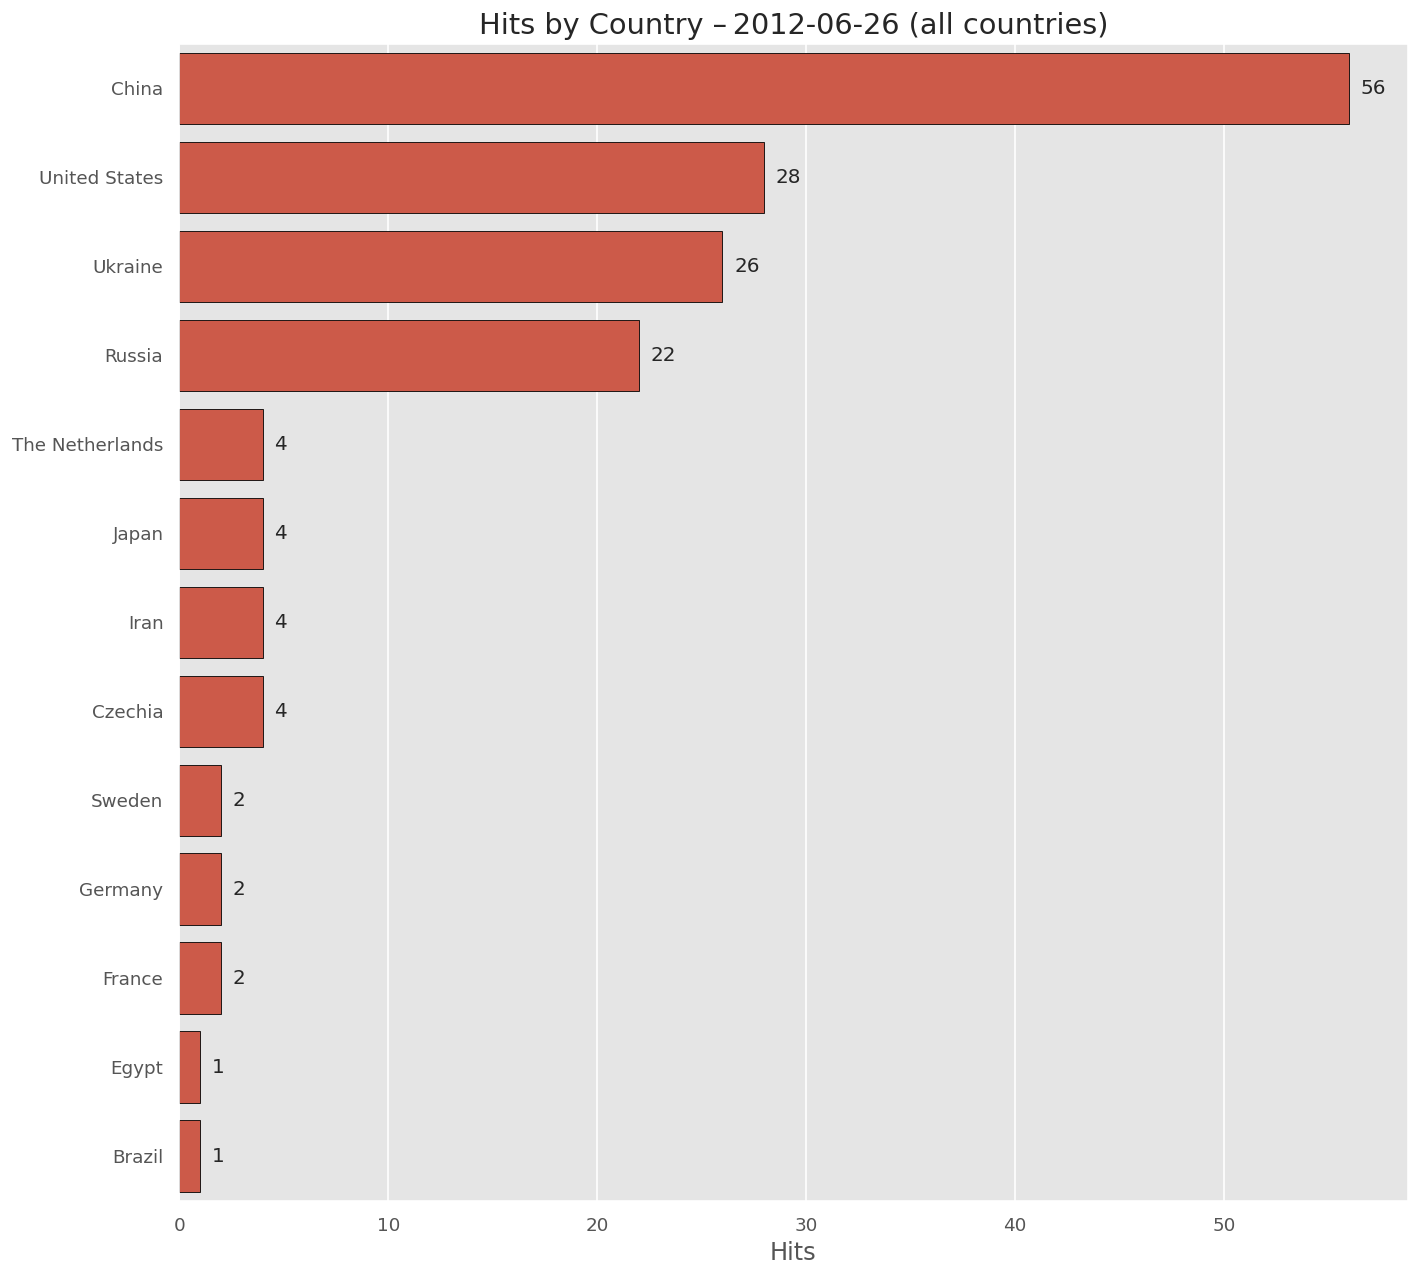 Hits by Country – 2012-06-26 (all countries)
China 56
United States 28
Ukraine 26
Russia 22
The Netherlands 4
Japan 4
Iran 4
Czechia 4
Sweden 2
Germany 2
France 2
Egypt 1
Brazil 1
0 10 20 30 40 50
Hits